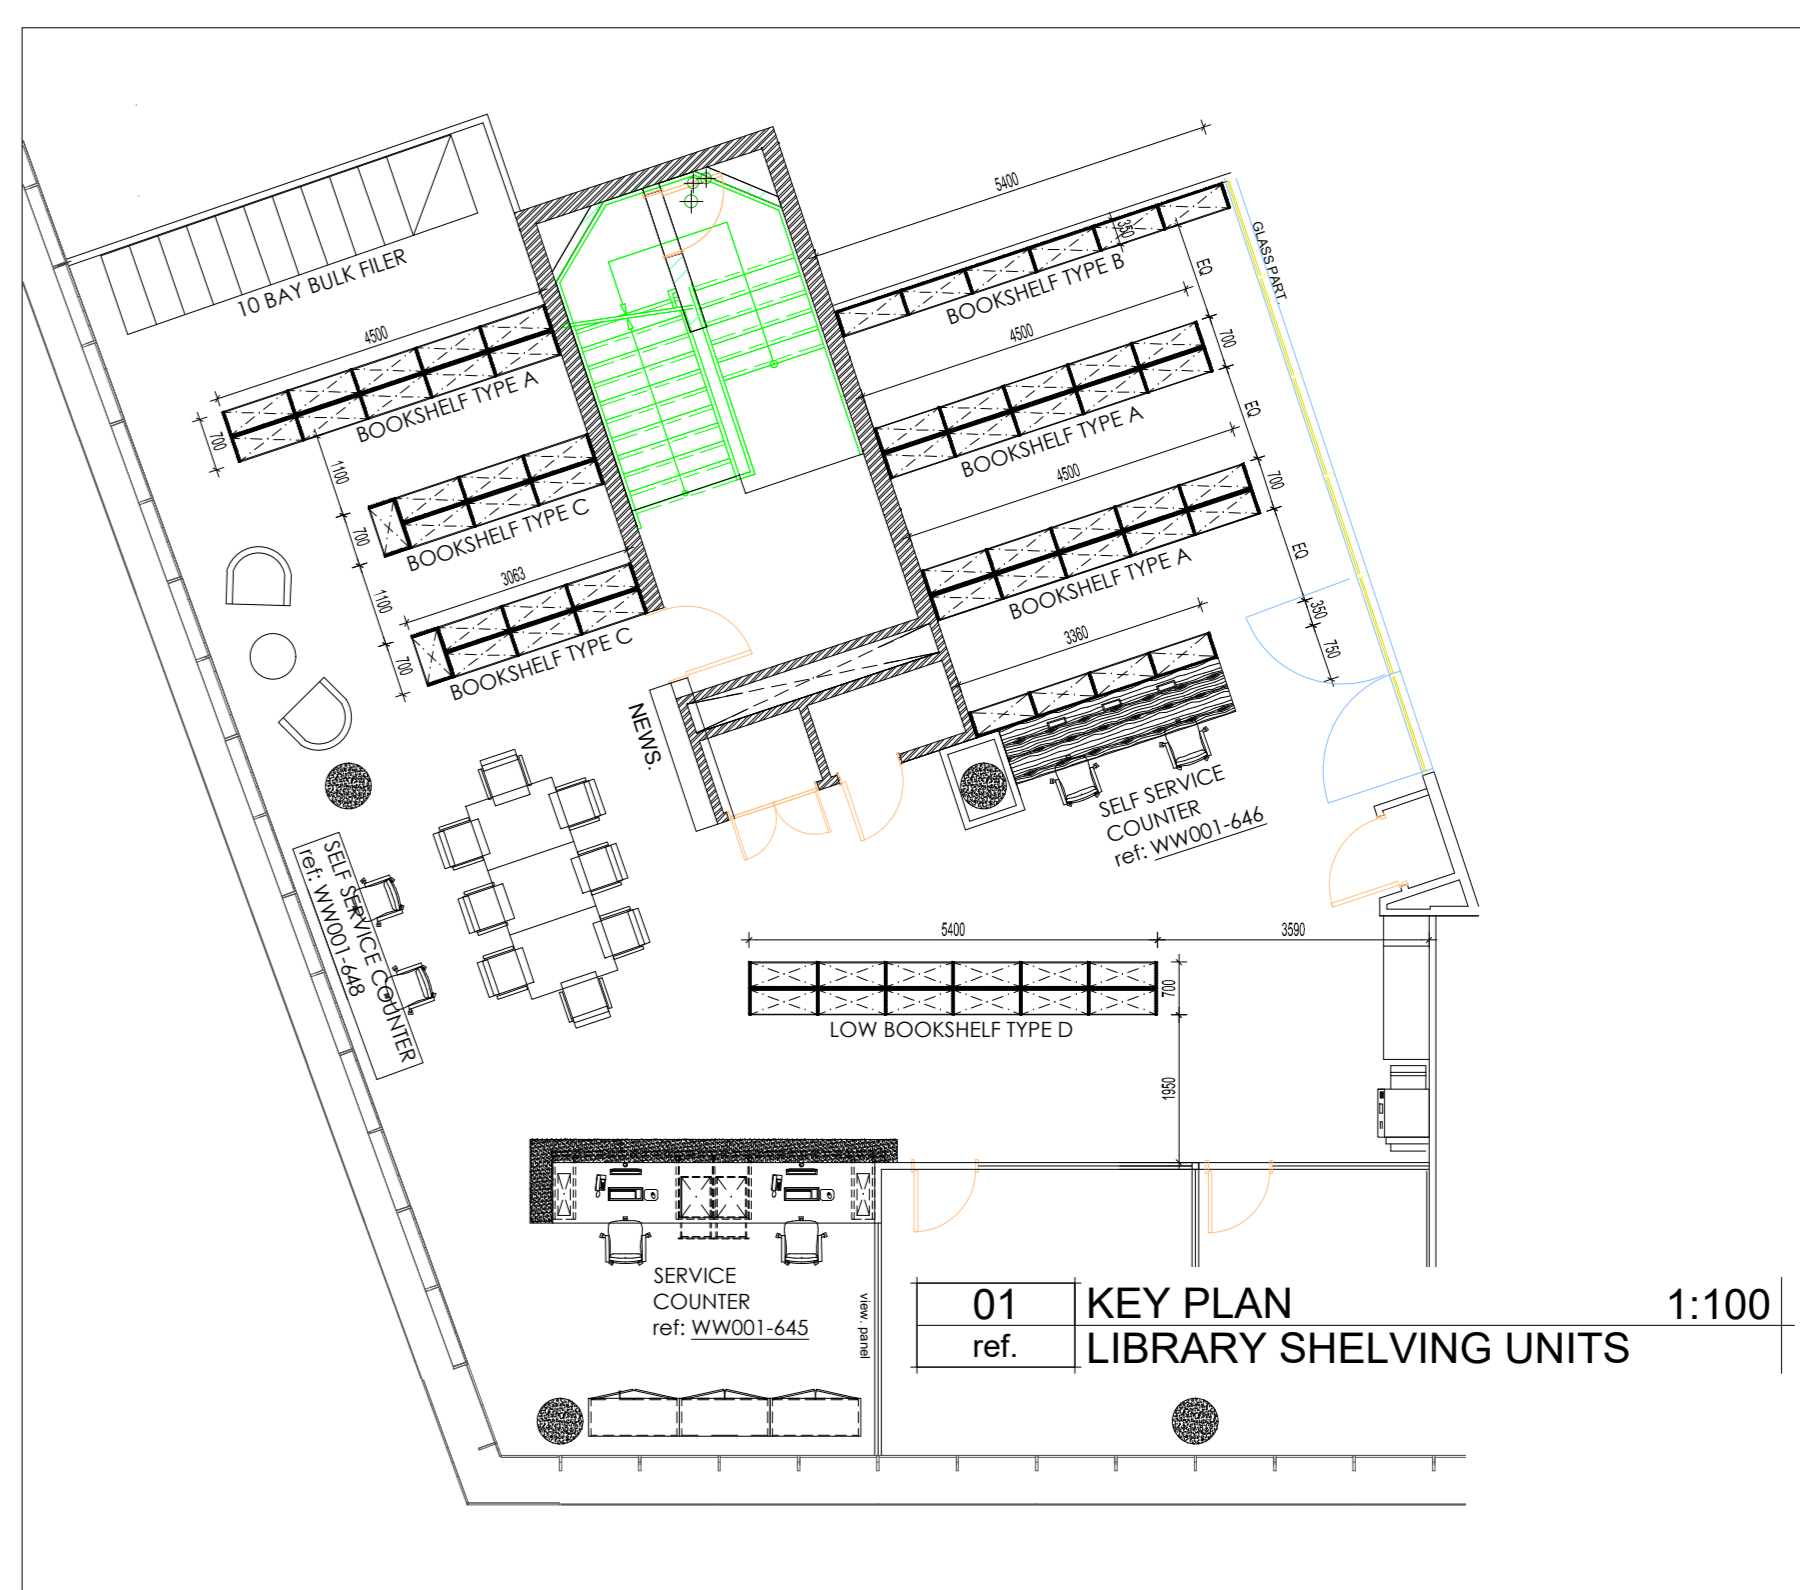 5400
GLASS PART.
350
BOOKSHELF TYPE B
EQ
10 BAY BULK FILER
4500
BOOKSHELF TYPE A
700
4500
700
BOOKSHELF TYPE A
EQ
1100
BOOKSHELF TYPE C
700
4500
700
BOOKSHELF TYPE A
EQ
1100
3063
BOOKSHELF TYPE C
700
350
750
3360
NEWS.
SELF SERVICE
COUNTER
ref: WW001-646
SELF SERVICE COUNTER
ref: WW001-648
5400
3590
700
LOW BOOKSHELF TYPE D
1950
SERVICE
COUNTER
ref: WW001-645
view. panel
01
KEY PLAN
1:100
ref.
LIBRARY SHELVING UNITS